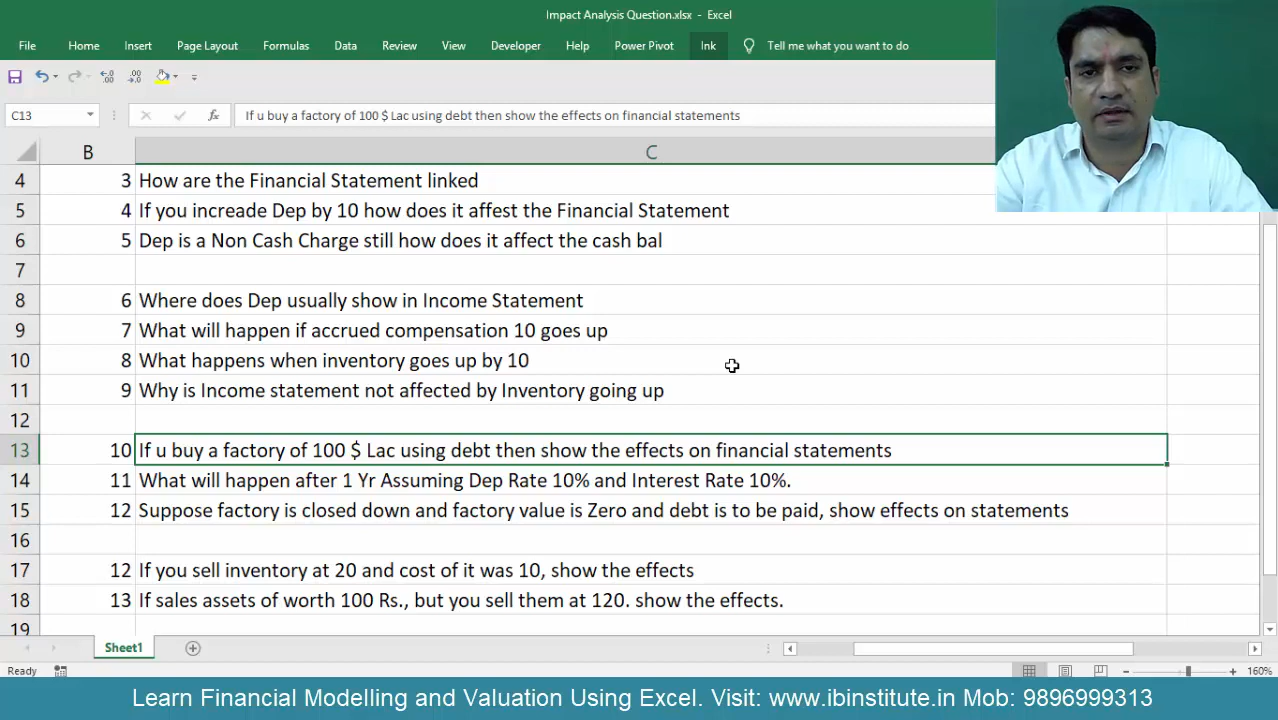 Impact Analysis Question.xlsx - Excel
File Home Insert Page Layout Formulas Data Review View Developer Help Power Pivot Ink Tell me what you want to do
C13 fx If u buy a factory of 100 $ Lac using debt then show the effects on financial statements
B C
4 3 How are the Financial Statement linked
5 4 If you increade Dep by 10 how does it affest the Financial Statement
6 5 Dep is a Non Cash Charge still how does it affect the cash bal
7
8 6 Where does Dep usually show in Income Statement
9 7 What will happen if accrued compensation 10 goes up
10 8 What happens when inventory goes up by 10
11 9 Why is Income statement not affected by Inventory going up
12
13 10 If u buy a factory of 100 $ Lac using debt then show the effects on financial statements
14 11 What will happen after 1 Yr Assuming Dep Rate 10% and Interest Rate 10%.
15 12 Suppose factory is closed down and factory value is Zero and debt is to be paid, show effects on statements
16
17 12 If you sell inventory at 20 and cost of it was 10, show the effects
18 13 If sales assets of worth 100 Rs., but you sell them at 120. show the effects.
19
Sheet1
Ready 160%
Learn Financial Modelling and Valuation Using Excel. Visit: www.ibinstitute.in Mob: 9896999313